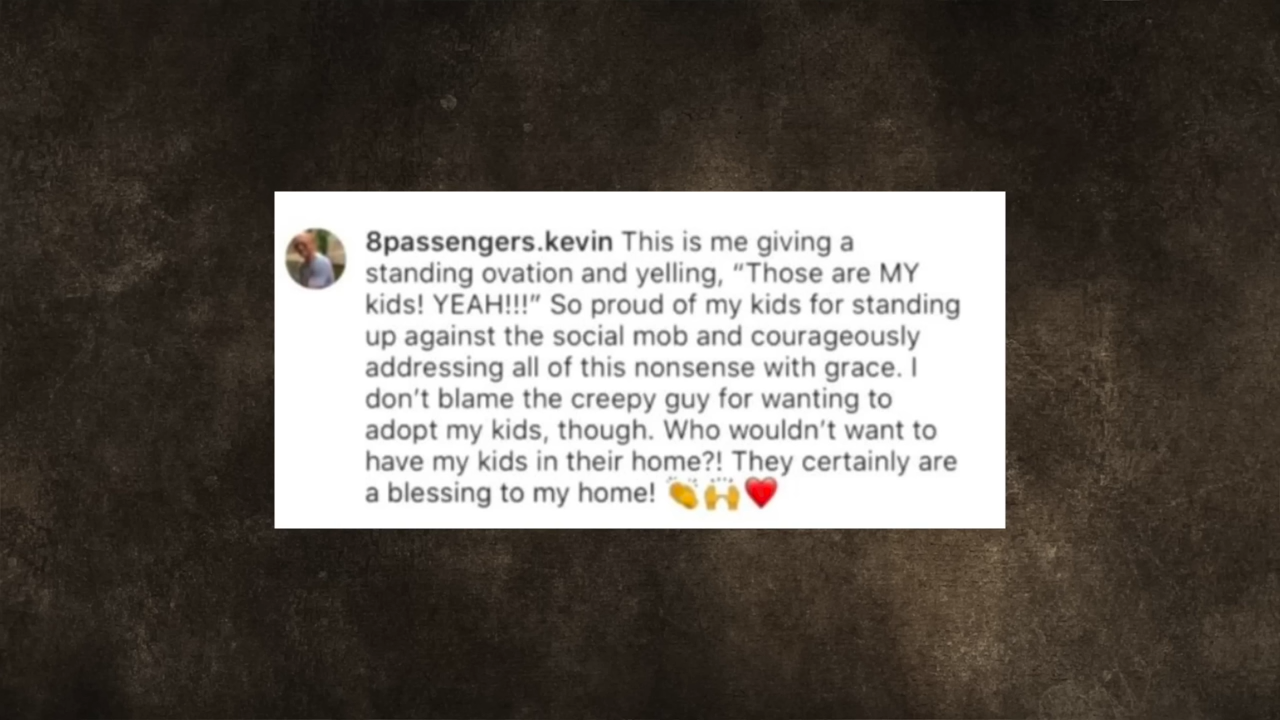 8passengers.kevin This is me giving a
standing ovation and yelling, “Those are MY
kids! YEAH!!!” So proud of my kids for standing
up against the social mob and courageously
addressing all of this nonsense with grace. I
don’t blame the creepy guy for wanting to
adopt my kids, though. Who wouldn’t want to
have my kids in their home?! They certainly are
a blessing to my home! 👏🙌❤️